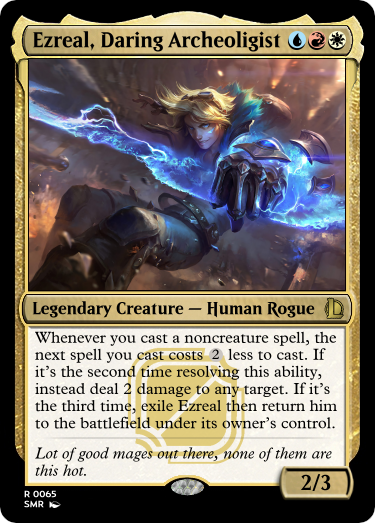 Ezreal, Daring Archeoligist
Legendary Creature — Human Rogue
Whenever you cast a noncreature spell, the
next spell you cast costs 2 less to cast. If
it's the second time resolving this ability,
instead deal 2 damage to any target. If it's
the third time, exile Ezreal then return him
to the battlefield under its owner's control.
Lot of good mages out there, none of them are
this hot.
2/3
R 0065
SMR